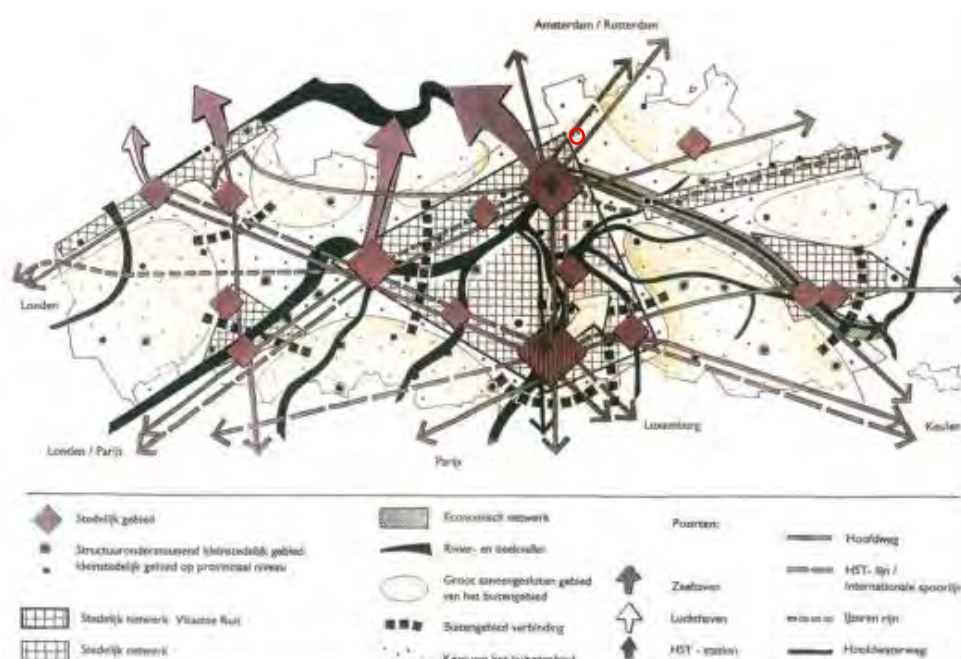 Amsterdam / Rotterdam
Londen
Londen / Parijs
Parijs
Luxemburg
Keulen
Stedelijk gebied
Structuurondersteunend kleinstedelijk gebied
kleinstedelijk gebied op provinciaal niveau
Stedelijk netwerk Vlaamse Ruit
Stedelijk netwerk
Economisch netwerk
Rivier- en beekvallei
Groot aaneengesloten gebied
van het buitengebied
Buitengebied verbinding
Poorten:
Zeehaven
Luchthaven
HST - station
Hoofdweg
HST- lijn /
Internationale spoorlijn
IJzeren rijn
Hoofdwaterweg